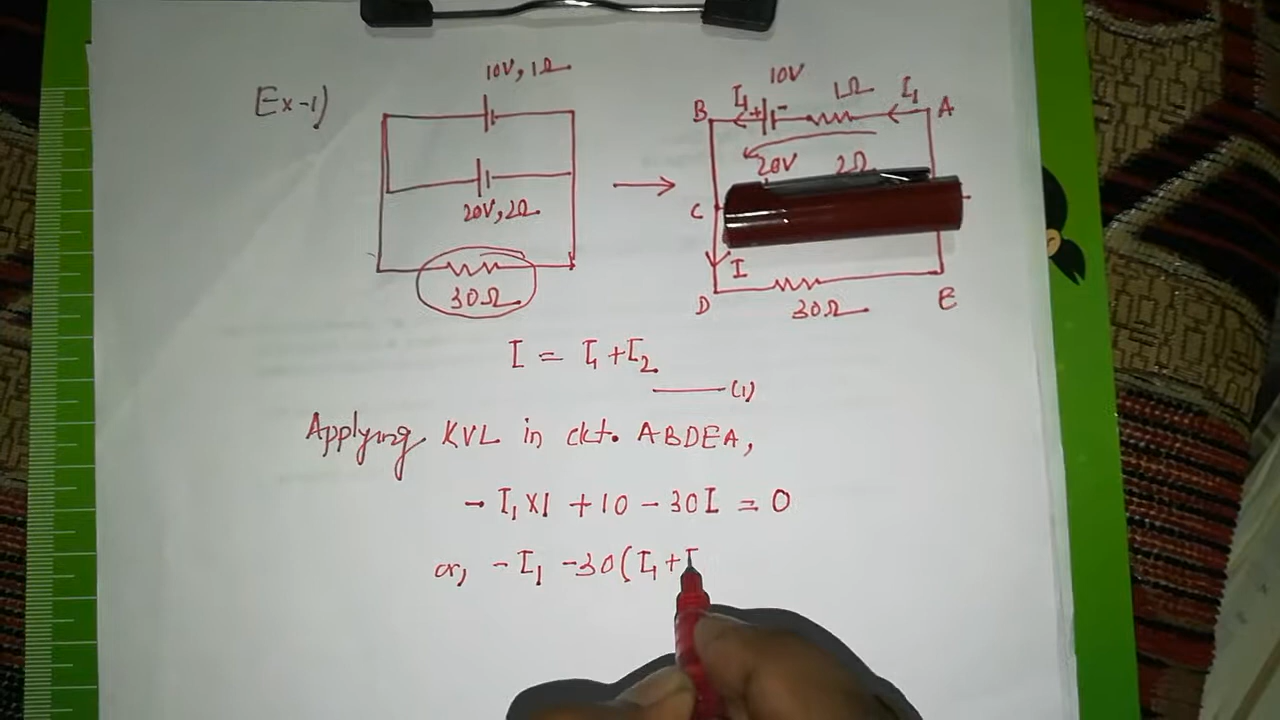 Ex-1)
10V, 1Ω
20V, 2Ω
30Ω
10V
1Ω
B I₁ + - I₁ A
20V 2Ω
C
I
D 30Ω E
I = I₁ + I₂ (1)
Applying KVL in ckt. ABDEA,
- I₁ X 1 + 10 - 30I = 0
or, - I₁ - 30(I₁ + I